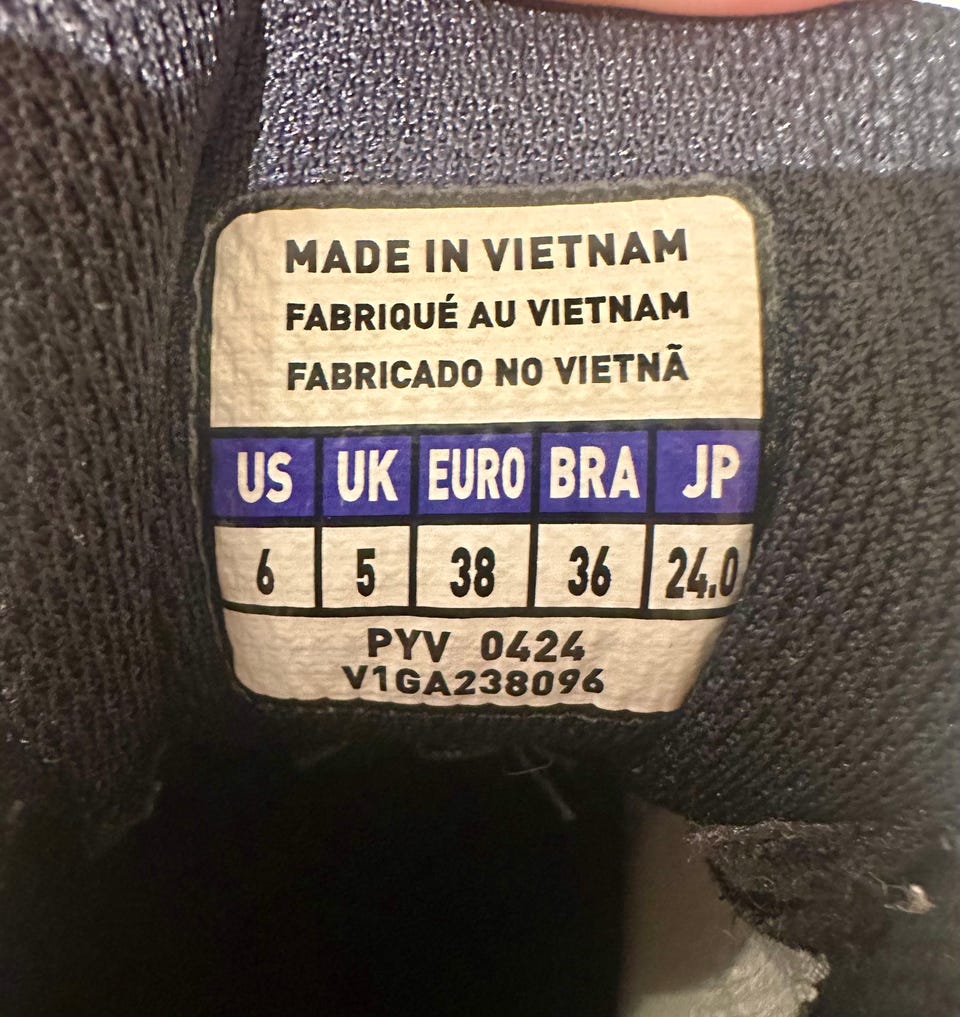 MADE IN VIETNAM
FABRIQUÉ AU VIETNAM
FABRICADO NO VIETNÃ
US UK EURO BRA JP
6 5 38 36 24.0
PYV 0424
V1GA238096